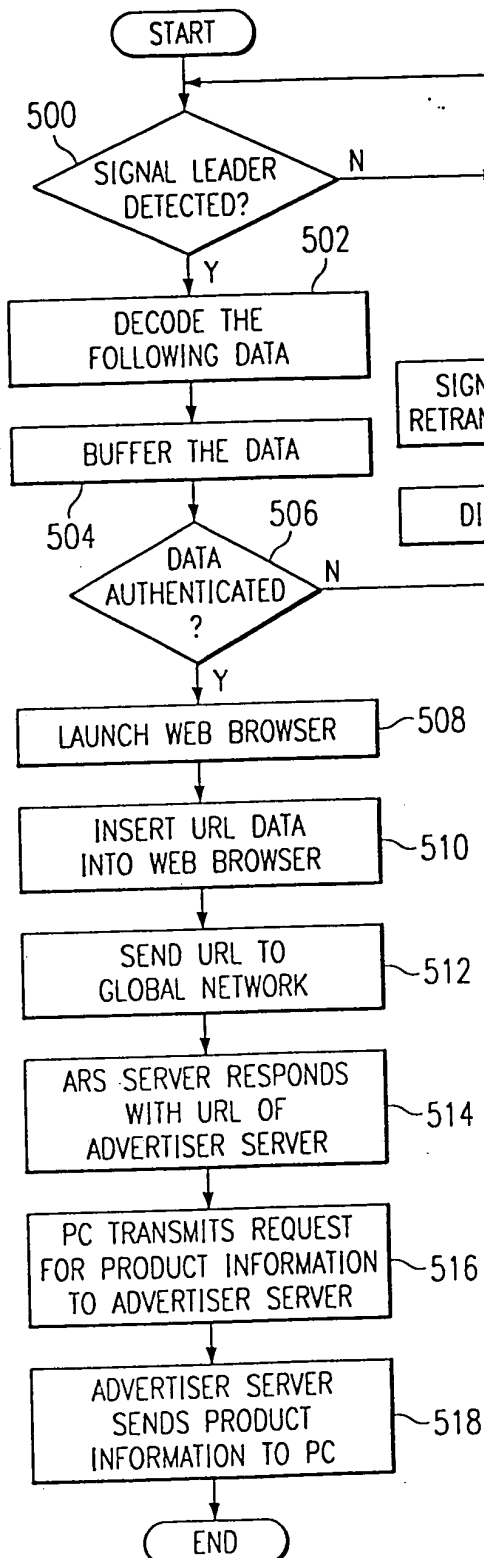 START
500
SIGNAL LEADER
DETECTED?
N
Y
502
DECODE THE
FOLLOWING DATA
BUFFER THE DATA
504
506
DATA
AUTHENTICATED
?
N
Y
LAUNCH WEB BROWSER
508
INSERT URL DATA
INTO WEB BROWSER
510
SEND URL TO
GLOBAL NETWORK
512
ARS SERVER RESPONDS
WITH URL OF
ADVERTISER SERVER
514
PC TRANSMITS REQUEST
FOR PRODUCT INFORMATION
TO ADVERTISER SERVER
516
ADVERTISER SERVER
SENDS PRODUCT
INFORMATION TO PC
518
END